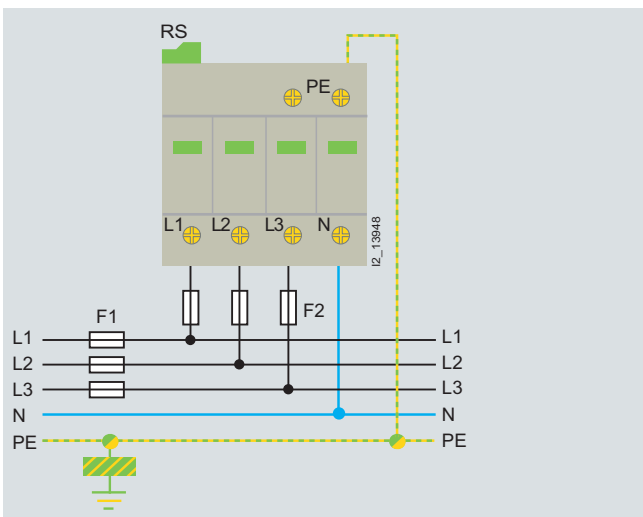 RS
PE
L1 L2 L3 N
I2_13948
F1 F2
L1 L1
L2 L2
L3 L3
N N
PE PE